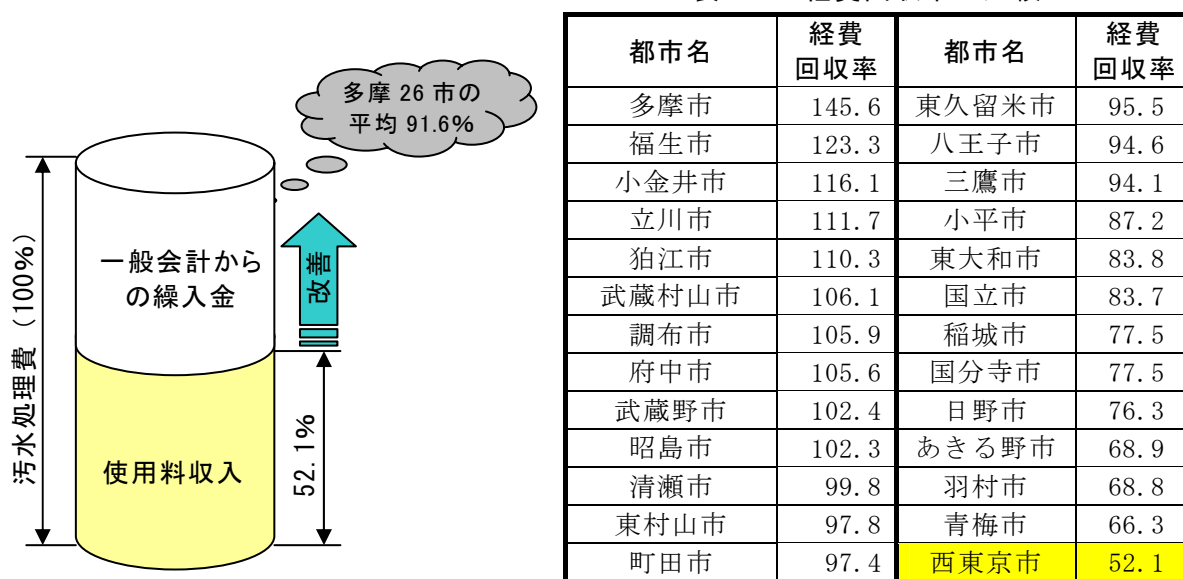 多摩 26 市の
平均 91.6%
汚水処理費 (100%)
一般会計から
の繰入金
改善
使用料収入
52.1%
都市名 経費回収率 都市名 経費回収率
多摩市 145.6 東久留米市 95.5
福生市 123.3 八王子市 94.6
小金井市 116.1 三鷹市 94.1
立川市 111.7 小平市 87.2
狛江市 110.3 東大和市 83.8
武蔵村山市 106.1 国立市 83.7
調布市 105.9 稲城市 77.5
府中市 105.6 国分寺市 77.5
武蔵野市 102.4 日野市 76.3
昭島市 102.3 あきる野市 68.9
清瀬市 99.8 羽村市 68.8
東村山市 97.8 青梅市 66.3
町田市 97.4 西東京市 52.1